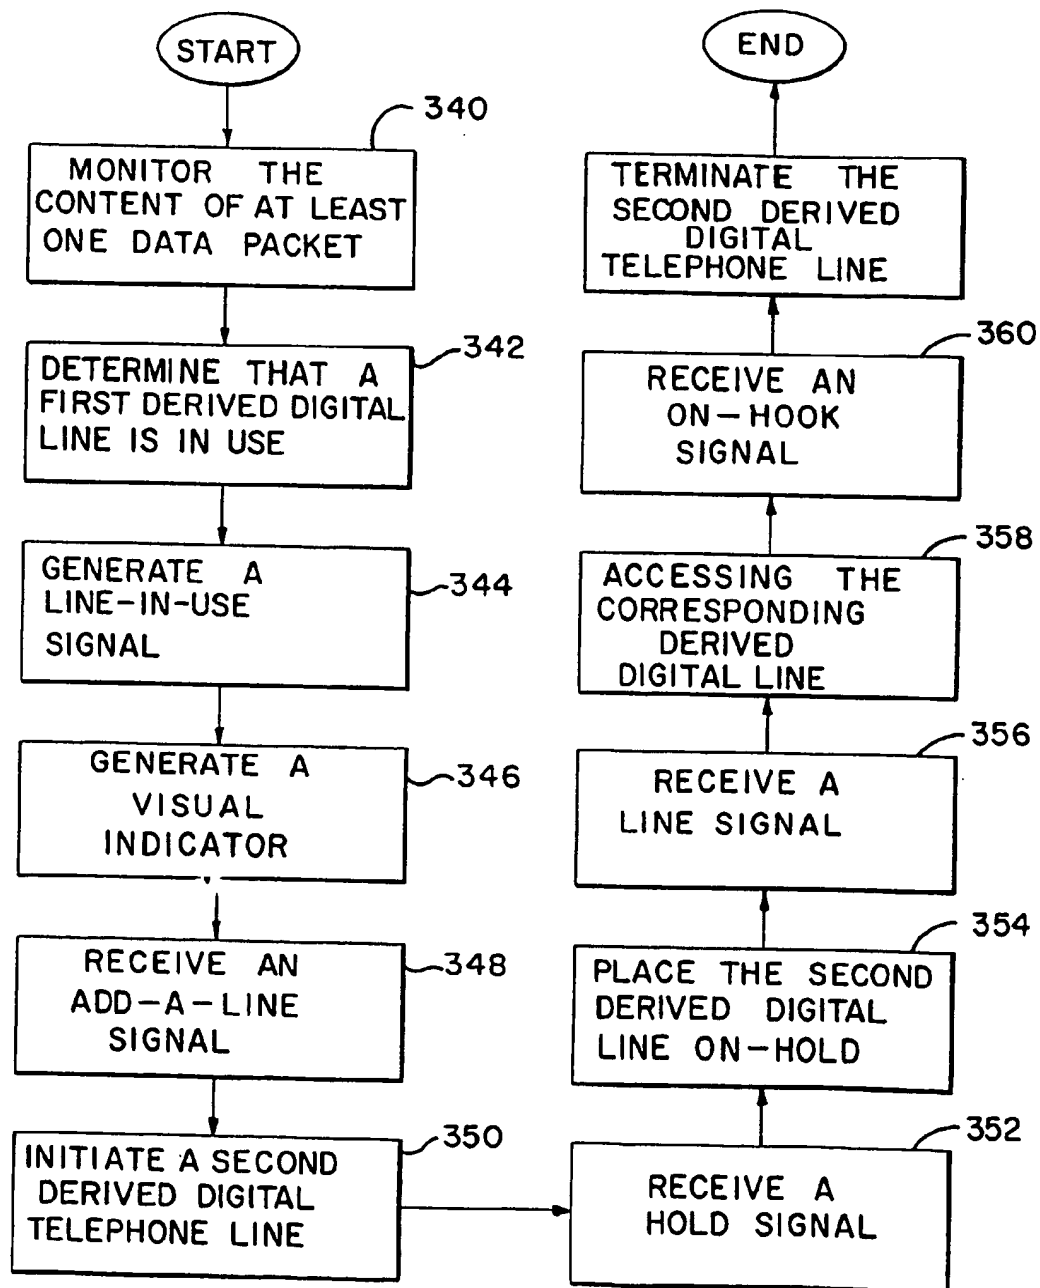 START
340
MONITOR THE
CONTENT OF AT LEAST
ONE DATA PACKET
342
DETERMINE THAT A
FIRST DERIVED DIGITAL
LINE IS IN USE
344
GENERATE A
LINE-IN-USE
SIGNAL
346
GENERATE A
VISUAL
INDICATOR
348
RECEIVE AN
ADD-A-LINE
SIGNAL
350
INITIATE A SECOND
DERIVED DIGITAL
TELEPHONE LINE
352
RECEIVE A
HOLD SIGNAL
354
PLACE THE SECOND
DERIVED DIGITAL
LINE ON-HOLD
356
RECEIVE A
LINE SIGNAL
358
ACCESSING THE
CORRESPONDING
DERIVED
DIGITAL LINE
360
RECEIVE AN
ON-HOOK
SIGNAL
TERMINATE THE
SECOND DERIVED
DIGITAL
TELEPHONE LINE
END